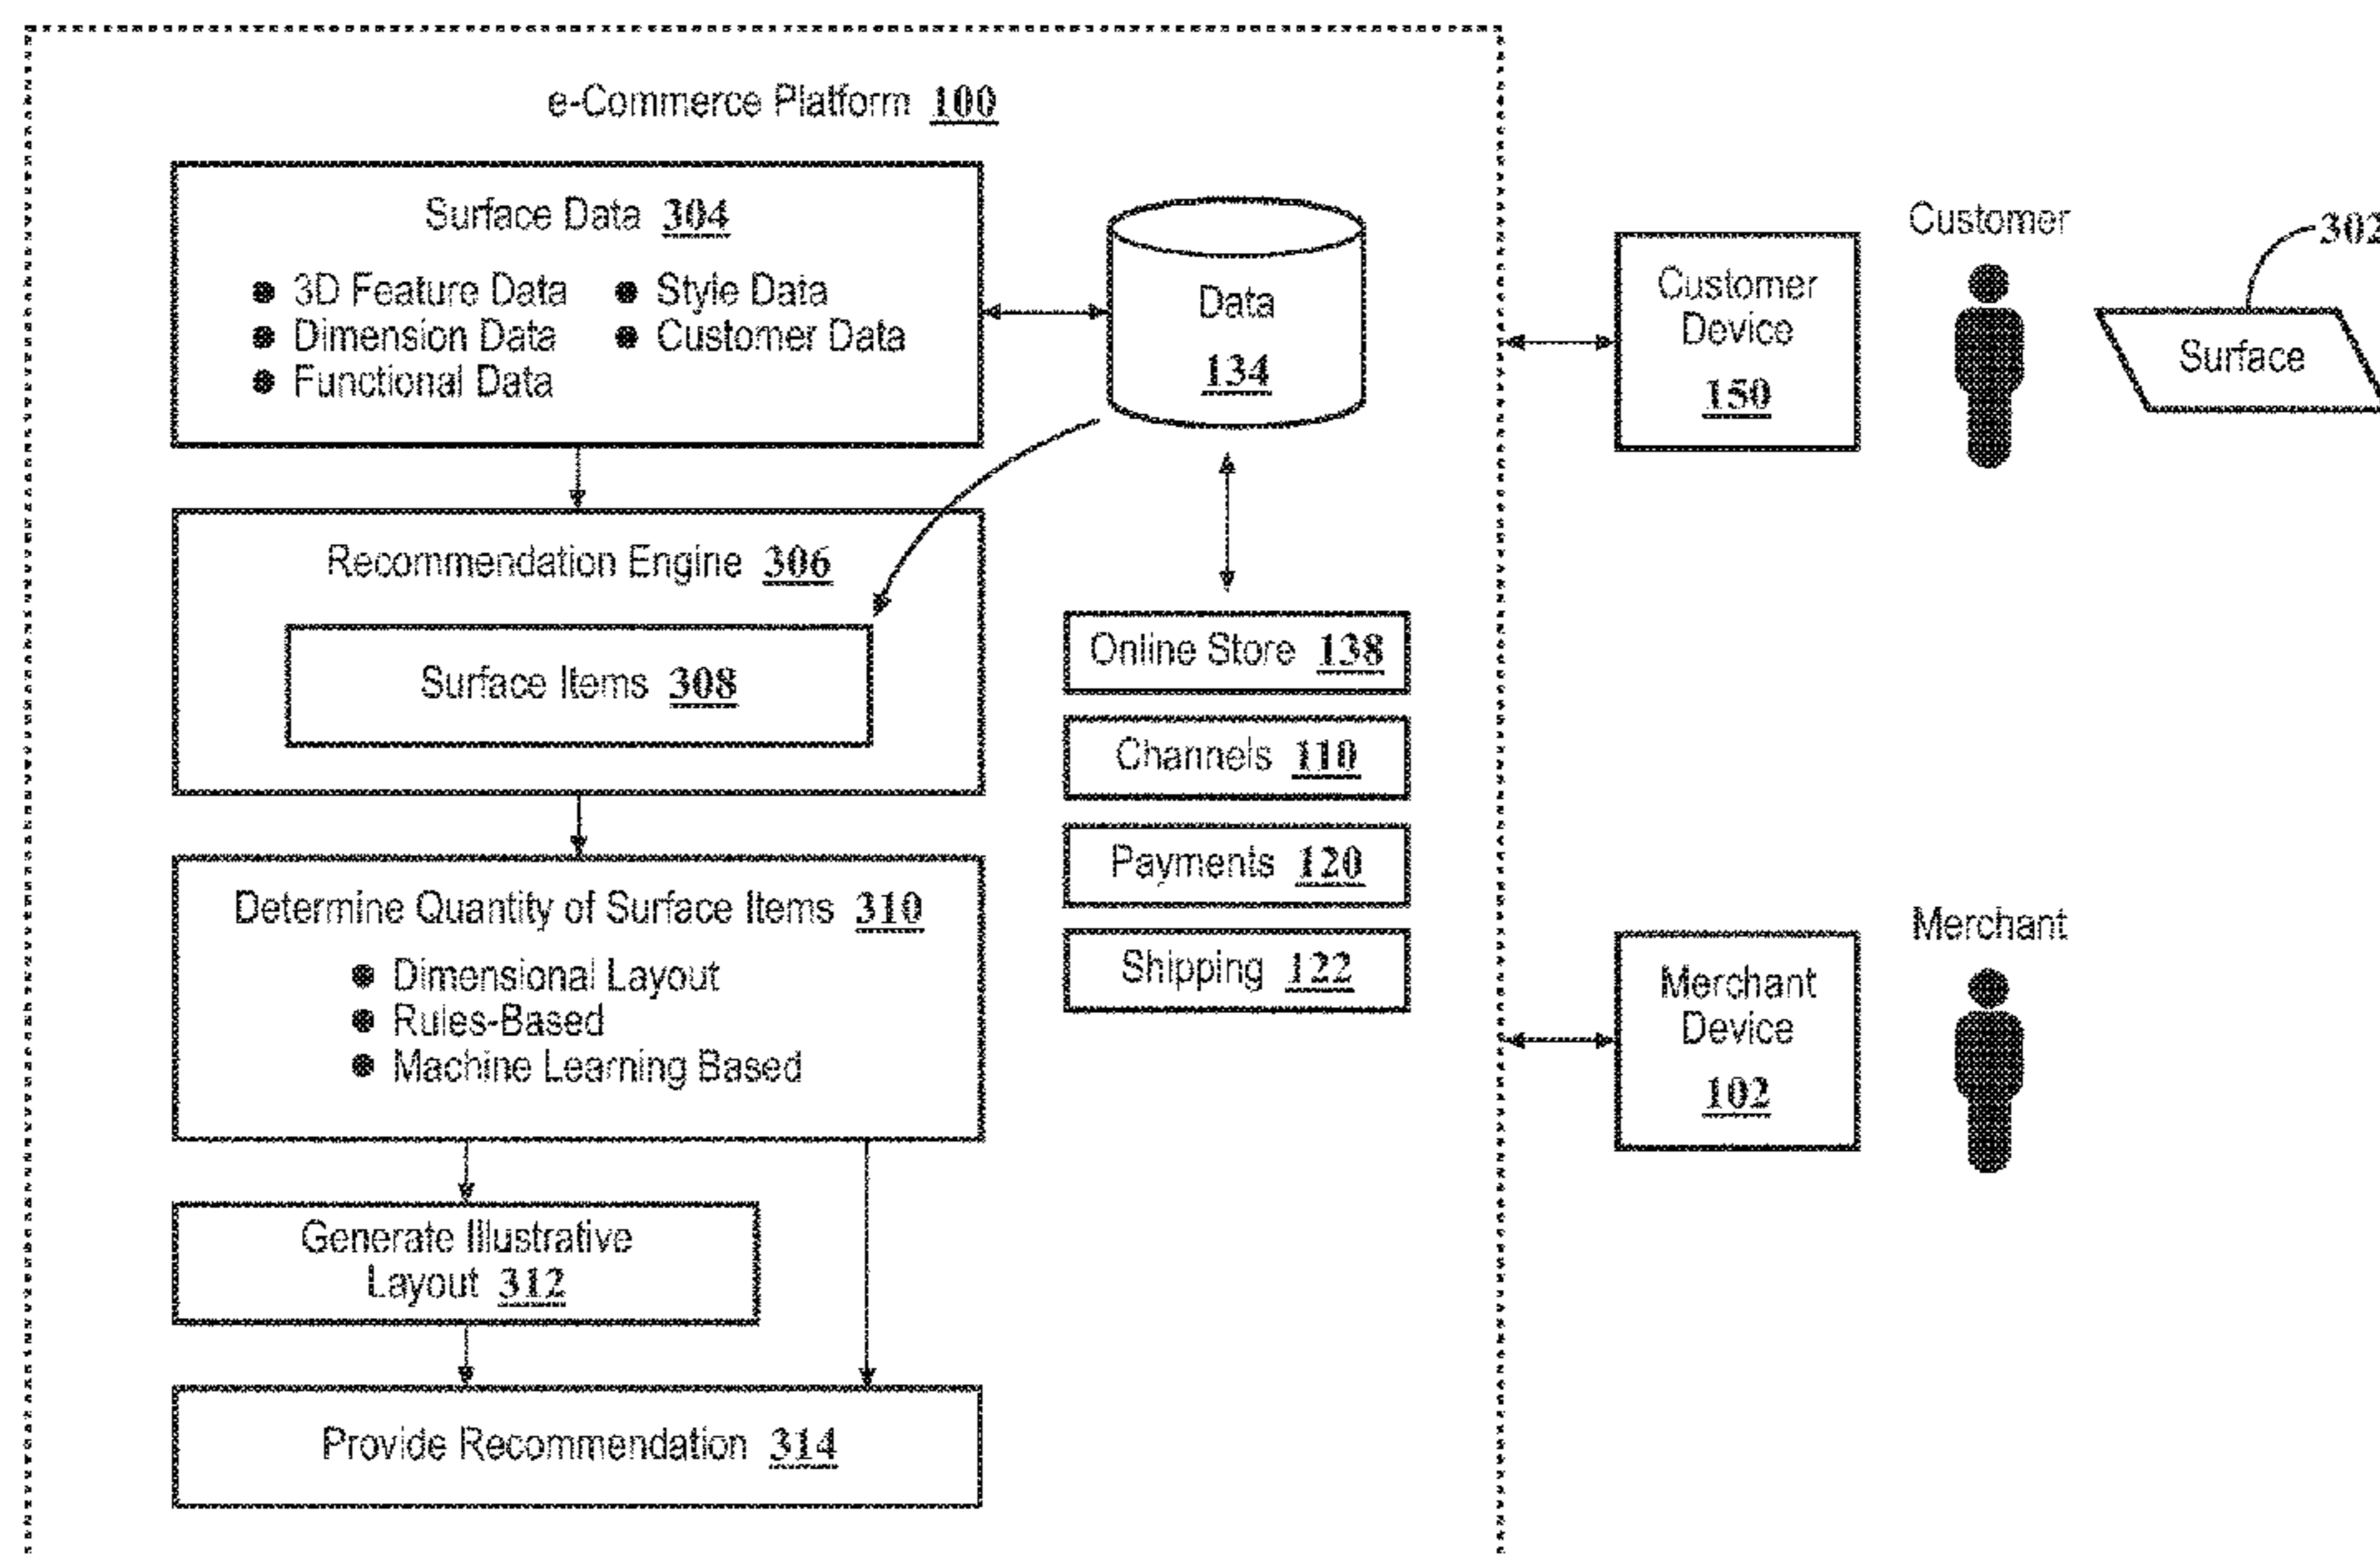 e-Commerce Platform 100
Surface Data 304
● 3D Feature Data
● Dimension Data
● Functional Data
● Style Data
● Customer Data
Data
134
Recommendation Engine 306
Surface Items 308
Online Store 138
Channels 110
Payments 120
Shipping 122
Determine Quantity of Surface Items 310
● Dimensional Layout
● Rules-Based
● Machine Learning Based
Generate Illustrative
Layout 312
Provide Recommendation 314
Customer
Device
150
Customer
302
Surface
Merchant
Device
102
Merchant